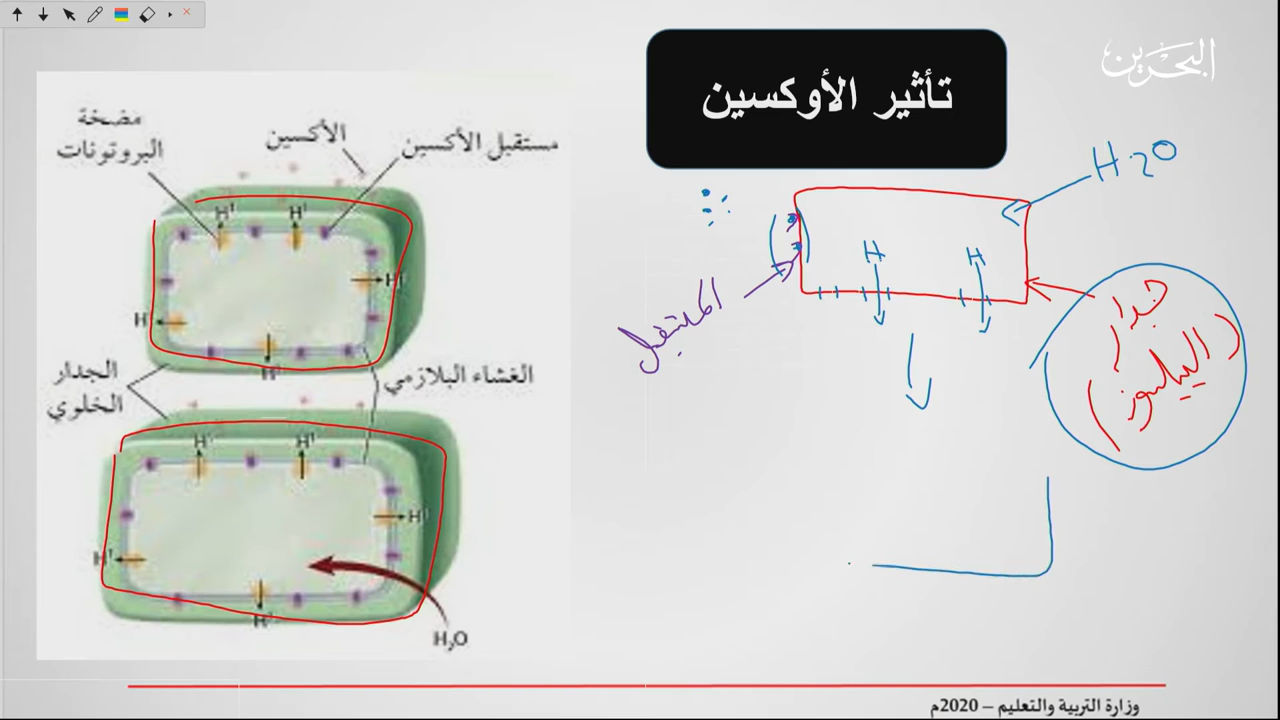 البحرين
تأثير الأوكسين
مضخة
البروتونات
الأكسين
مستقبل الأكسين
H⁺
H⁺
H⁺
H⁺
H⁺
الجدار
الخلوي
الغشاء البلازمي
H⁺
H⁺
H⁺
H⁺
H⁺
H₂O
H2O
H
H
المستقبل
جدار
(السيليلوز)
وزارة التربية والتعليم – 2020م